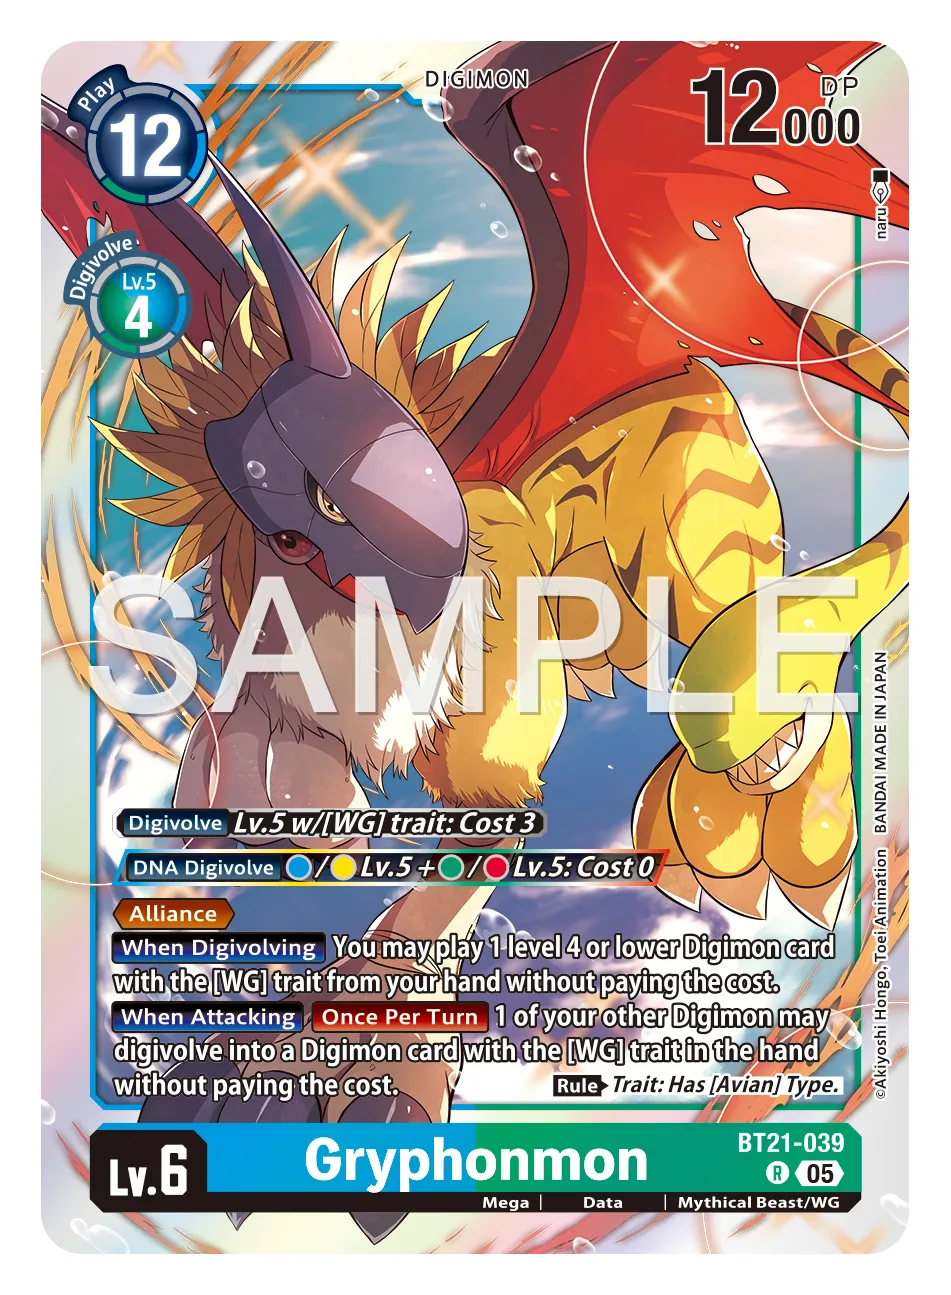 DIGIMON
Play
12
12000
DP
naru
Digivolve
Lv.5
4
SAMPLE
Digivolve Lv.5 w/[WG] trait: Cost 3
DNA Digivolve / Lv.5 + / Lv.5: Cost 0
Alliance
When Digivolving You may play 1 level 4 or lower Digimon card
with the [WG] trait from your hand without paying the cost.
When Attacking Once Per Turn 1 of your other Digimon may
digivolve into a Digimon card with the [WG] trait in the hand
without paying the cost.
Rule Trait: Has [Avian] Type.
©Akiyoshi Hongo, Toei Animation BANDAI MADE IN JAPAN
Lv.6
Gryphonmon
BT21-039
R 05
Mega | Data | Mythical Beast/WG